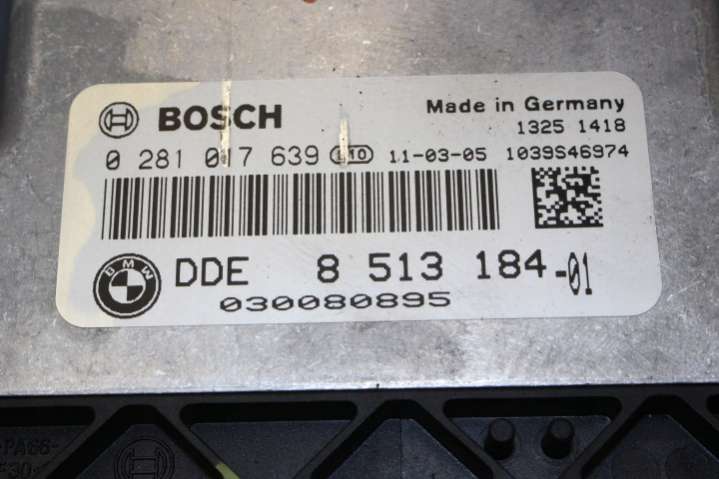 BOSCH
Made in Germany
1325 1418
0 281 017 639 11-03-05 1039S46974
BMW
DDE 8 513 184-01
030080895